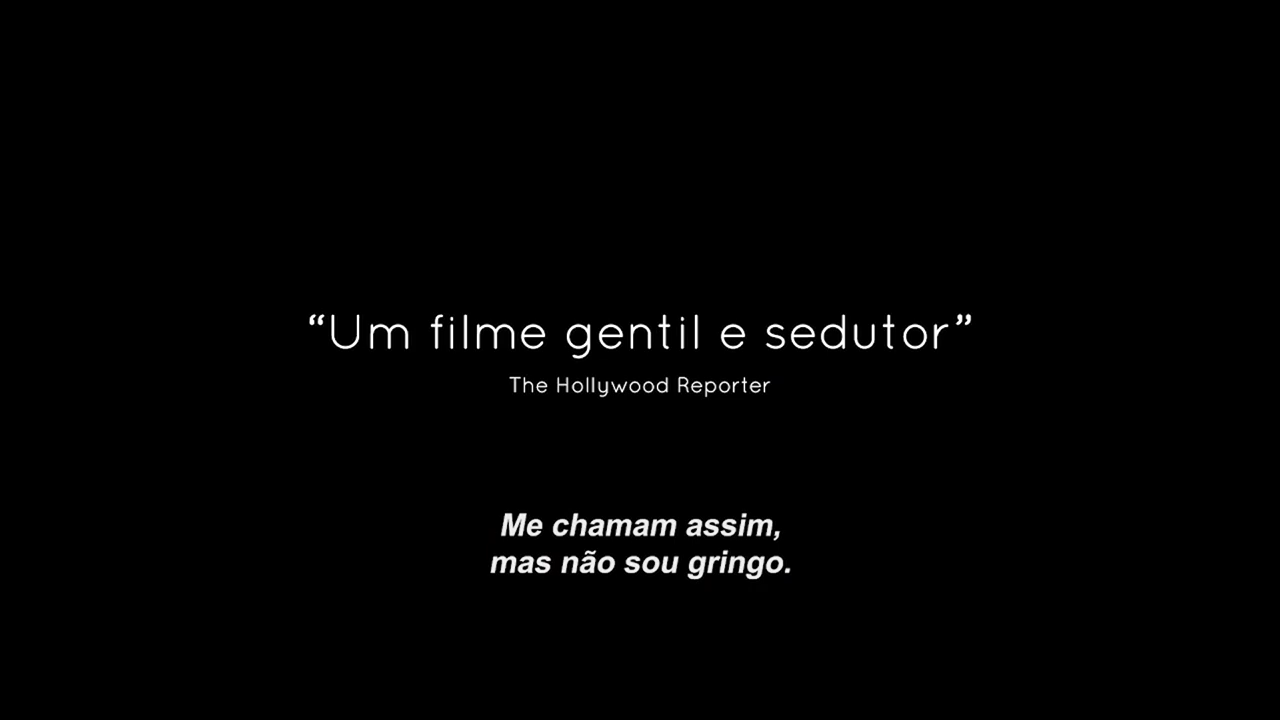 “Um filme gentil e sedutor”
The Hollywood Reporter
Me chamam assim,
mas não sou gringo.